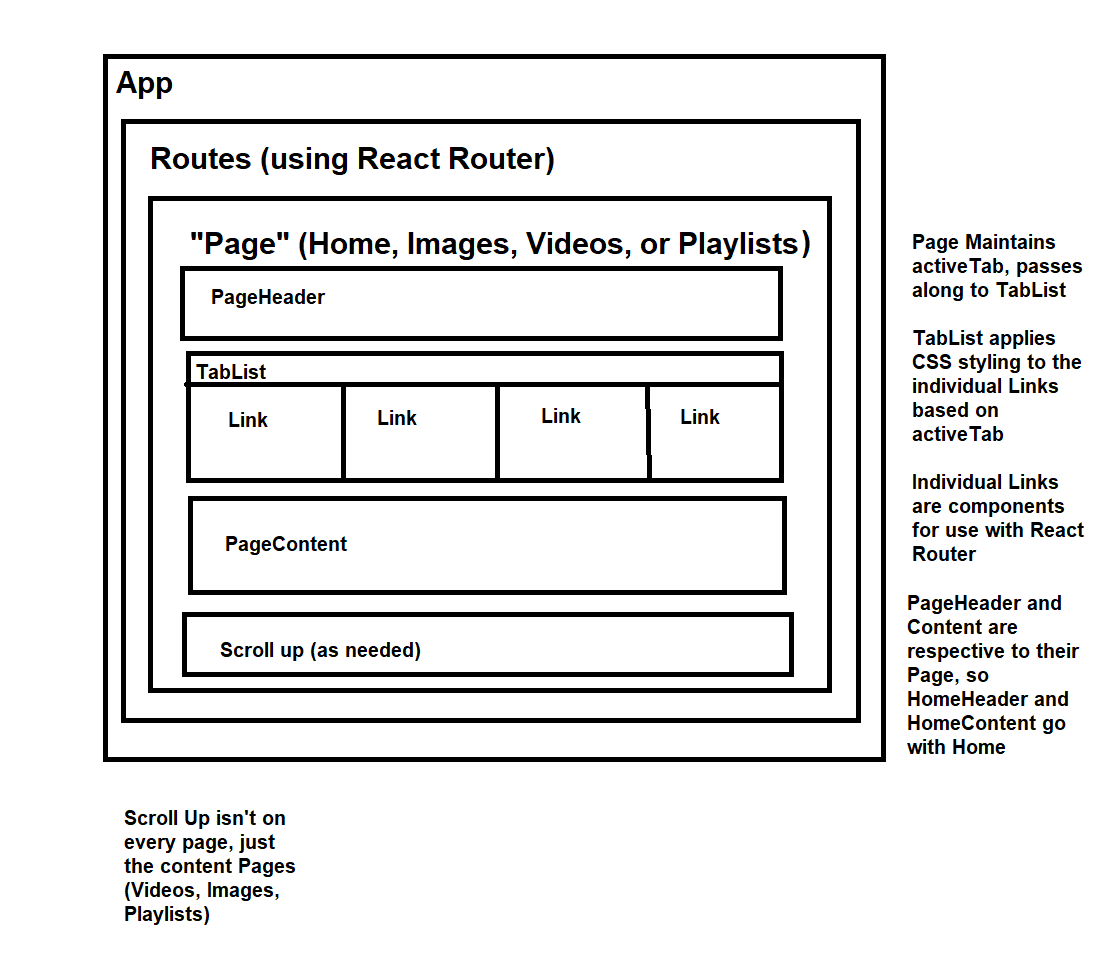 App
Routes (using React Router)
"Page" (Home, Images, Videos, or Playlists)
PageHeader
TabList
Link
Link
Link
Link
PageContent
Scroll up (as needed)
Page Maintains
activeTab, passes
along to TabList
TabList applies
CSS styling to the
individual Links
based on
activeTab
Individual Links
are components
for use with React
Router
PageHeader and
Content are
respective to their
Page, so
HomeHeader and
HomeContent go
with Home
Scroll Up isn't on
every page, just
the content Pages
(Videos, Images,
Playlists)